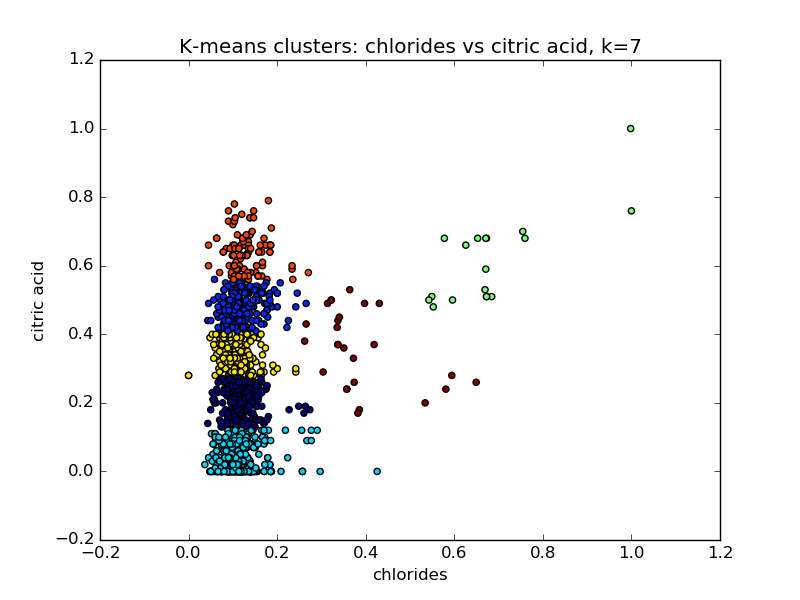 K-means clusters: chlorides vs citric acid, k=7
1.2
1.0
0.8
0.6
0.4
0.2
0.0
−0.2
citric acid
−0.2 0.0 0.2 0.4 0.6 0.8 1.0 1.2
chlorides